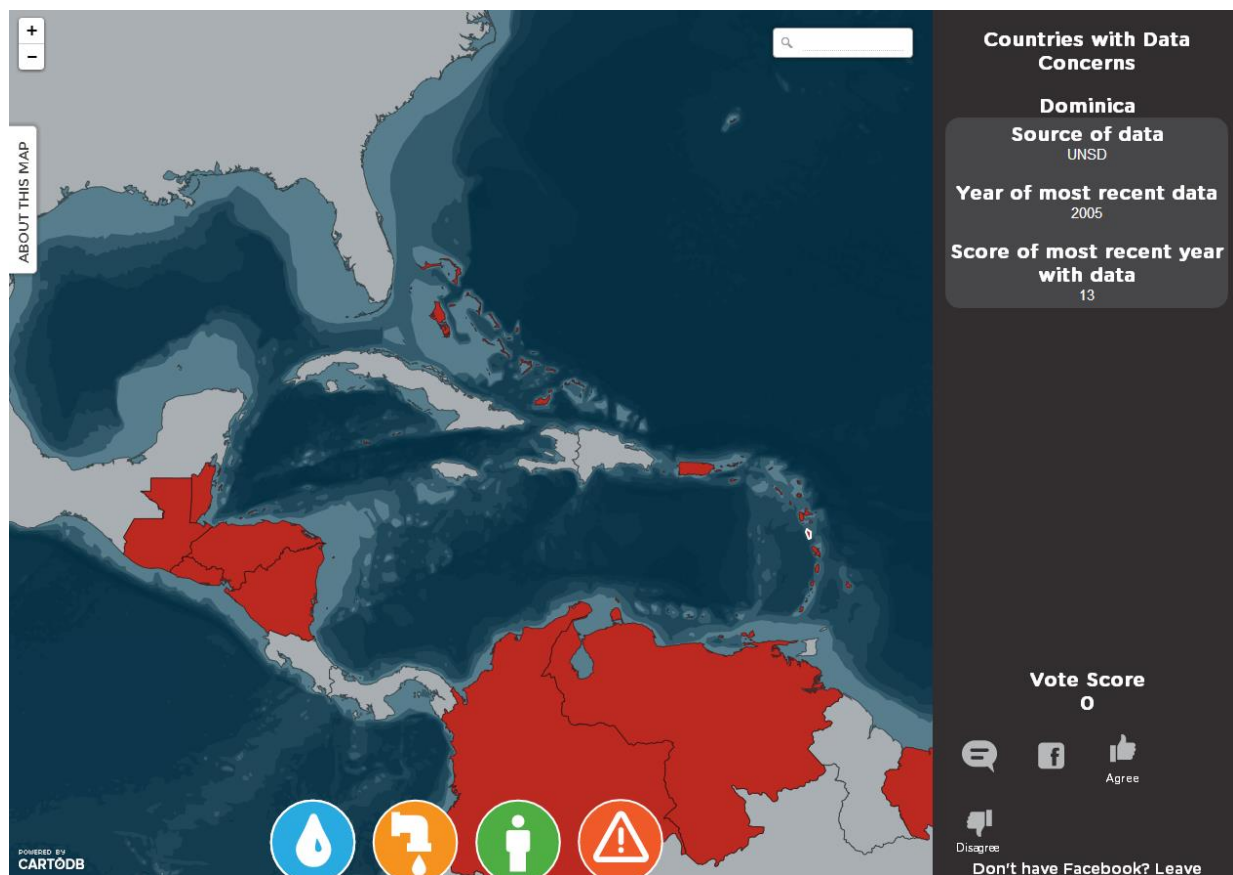 +
−
ABOUT THIS MAP
Countries with Data
Concerns
Dominica
Source of data
UNSD
Year of most recent data
2005
Score of most recent year
with data
13
Vote Score
0
f
Agree
Disagree
Don't have Facebook? Leave
POWERED BY
CARTODB